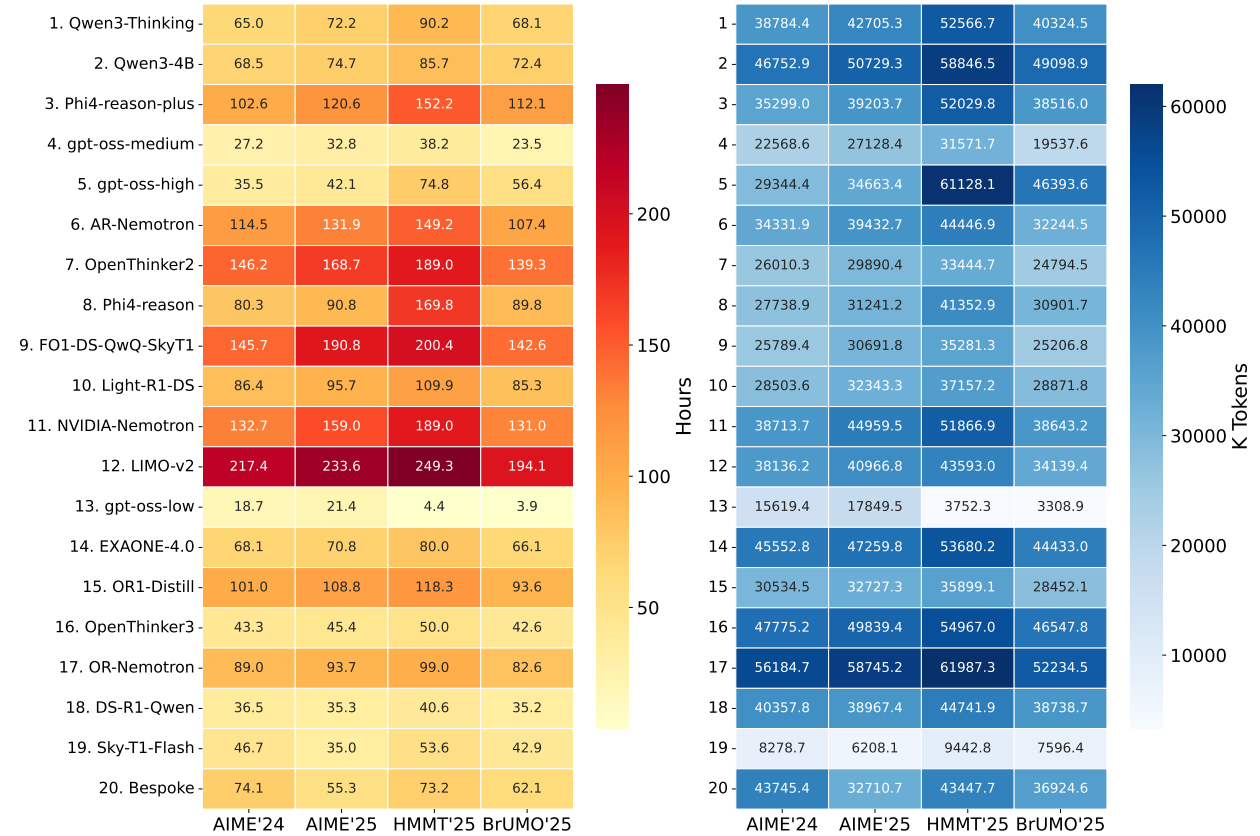 1. Qwen3-Thinking 65.0 72.2 90.2 68.1
2. Qwen3-4B 68.5 74.7 85.7 72.4
3. Phi4-reason-plus 102.6 120.6 152.2 112.1
4. gpt-oss-medium 27.2 32.8 38.2 23.5
5. gpt-oss-high 35.5 42.1 74.8 56.4
6. AR-Nemotron 114.5 131.9 149.2 107.4
7. OpenThinker2 146.2 168.7 189.0 139.3
8. Phi4-reason 80.3 90.8 169.8 89.8
9. FO1-DS-QwQ-SkyT1 145.7 190.8 200.4 142.6
10. Light-R1-DS 86.4 95.7 109.9 85.3
11. NVIDIA-Nemotron 132.7 159.0 189.0 131.0
12. LIMO-v2 217.4 233.6 249.3 194.1
13. gpt-oss-low 18.7 21.4 4.4 3.9
14. EXAONE-4.0 68.1 70.8 80.0 66.1
15. OR1-Distill 101.0 108.8 118.3 93.6
16. OpenThinker3 43.3 45.4 50.0 42.6
17. OR-Nemotron 89.0 93.7 99.0 82.6
18. DS-R1-Qwen 36.5 35.3 40.6 35.2
19. Sky-T1-Flash 46.7 35.0 53.6 42.9
20. Bespoke 74.1 55.3 73.2 62.1
AIME'24 AIME'25 HMMT'25 BrUMO'25
200
150
100
50
Hours
1 38784.4 42705.3 52566.7 40324.5
2 46752.9 50729.3 58846.5 49098.9
3 35299.0 39203.7 52029.8 38516.0
4 22568.6 27128.4 31571.7 19537.6
5 29344.4 34663.4 61128.1 46393.6
6 34331.9 39432.7 44446.9 32244.5
7 26010.3 29890.4 33444.7 24794.5
8 27738.9 31241.2 41352.9 30901.7
9 25789.4 30691.8 35281.3 25206.8
10 28503.6 32343.3 37157.2 28871.8
11 38713.7 44959.5 51866.9 38643.2
12 38136.2 40966.8 43593.0 34139.4
13 15619.4 17849.5 3752.3 3308.9
14 45552.8 47259.8 53680.2 44433.0
15 30534.5 32727.3 35899.1 28452.1
16 47775.2 49839.4 54967.0 46547.8
17 56184.7 58745.2 61987.3 52234.5
18 40357.8 38967.4 44741.9 38738.7
19 8278.7 6208.1 9442.8 7596.4
20 43745.4 32710.7 43447.7 36924.6
AIME'24 AIME'25 HMMT'25 BrUMO'25
60000
50000
40000
30000
20000
10000
K Tokens